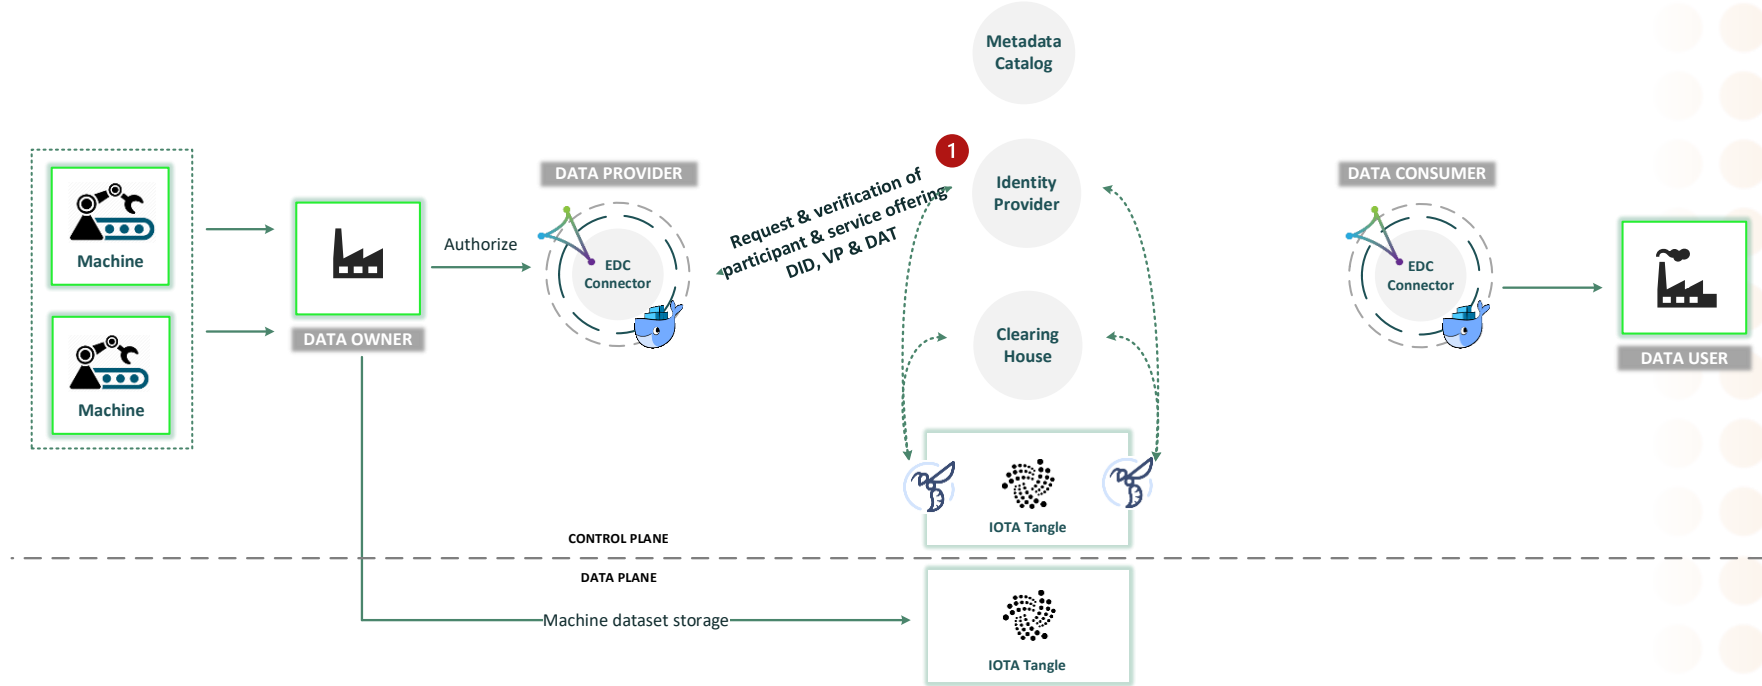 Metadata
Catalog
1
DATA PROVIDER
DATA CONSUMER
Identity
Provider
Request & verification of
participant & service offering
DID, VP & DAT
Machine
Authorize
EDC
Connector
EDC
Connector
DATA OWNER
Clearing
House
DATA USER
Machine
IOTA Tangle
CONTROL PLANE
DATA PLANE
Machine dataset storage
IOTA Tangle